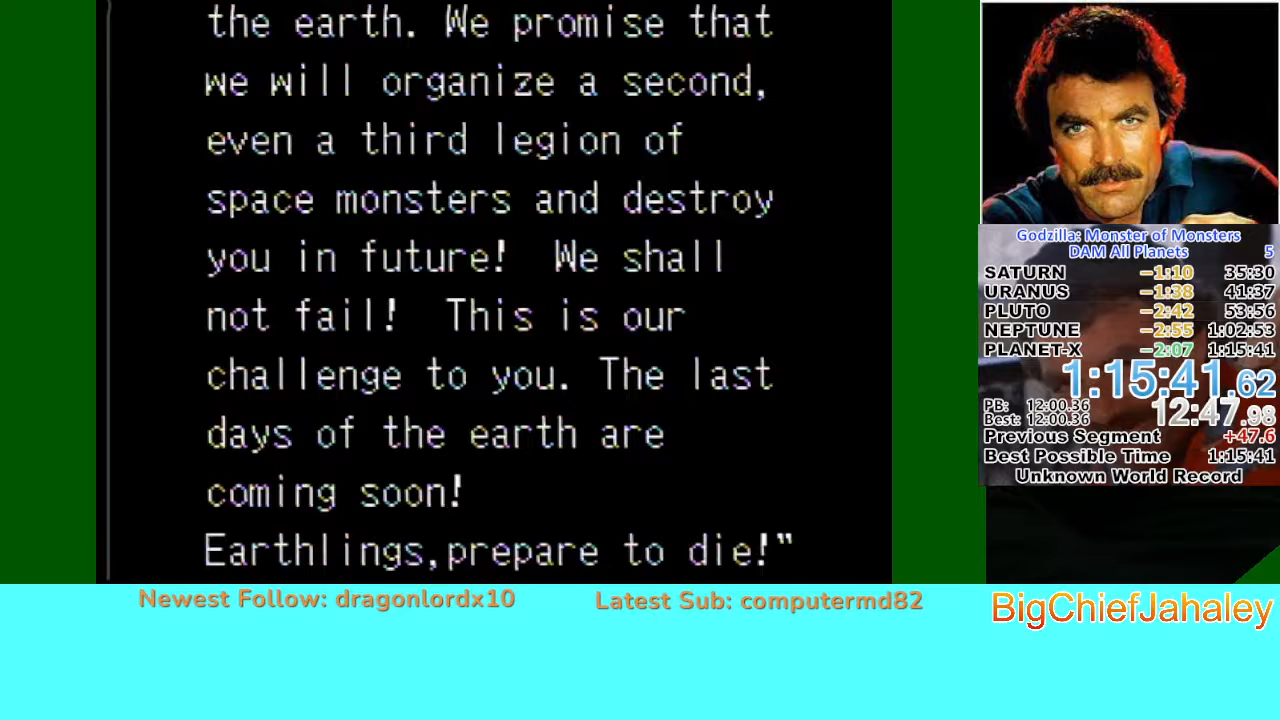 the earth. We promise that
we will organize a second,
even a third legion of
space monsters and destroy
you in future!  We shall
not fail!  This is our
challenge to you. The last
days of the earth are
coming soon!
Earthlings,prepare to die!"
Godzilla: Monster of Monsters
DAM All Planets 5
SATURN -1:10 35:30
URANUS -1:38 41:37
PLUTO -2:42 53:56
NEPTUNE -2:55 1:02:53
PLANET-X -2:07 1:15:41
1:15:41.62
PB: 12:00.36
Best: 12:00.36
12:47.98
Previous Segment +47.6
Best Possible Time 1:15:41
Unknown World Record
Newest Follow: dragonlordx10
Latest Sub: computermd82
BigChiefJahaley